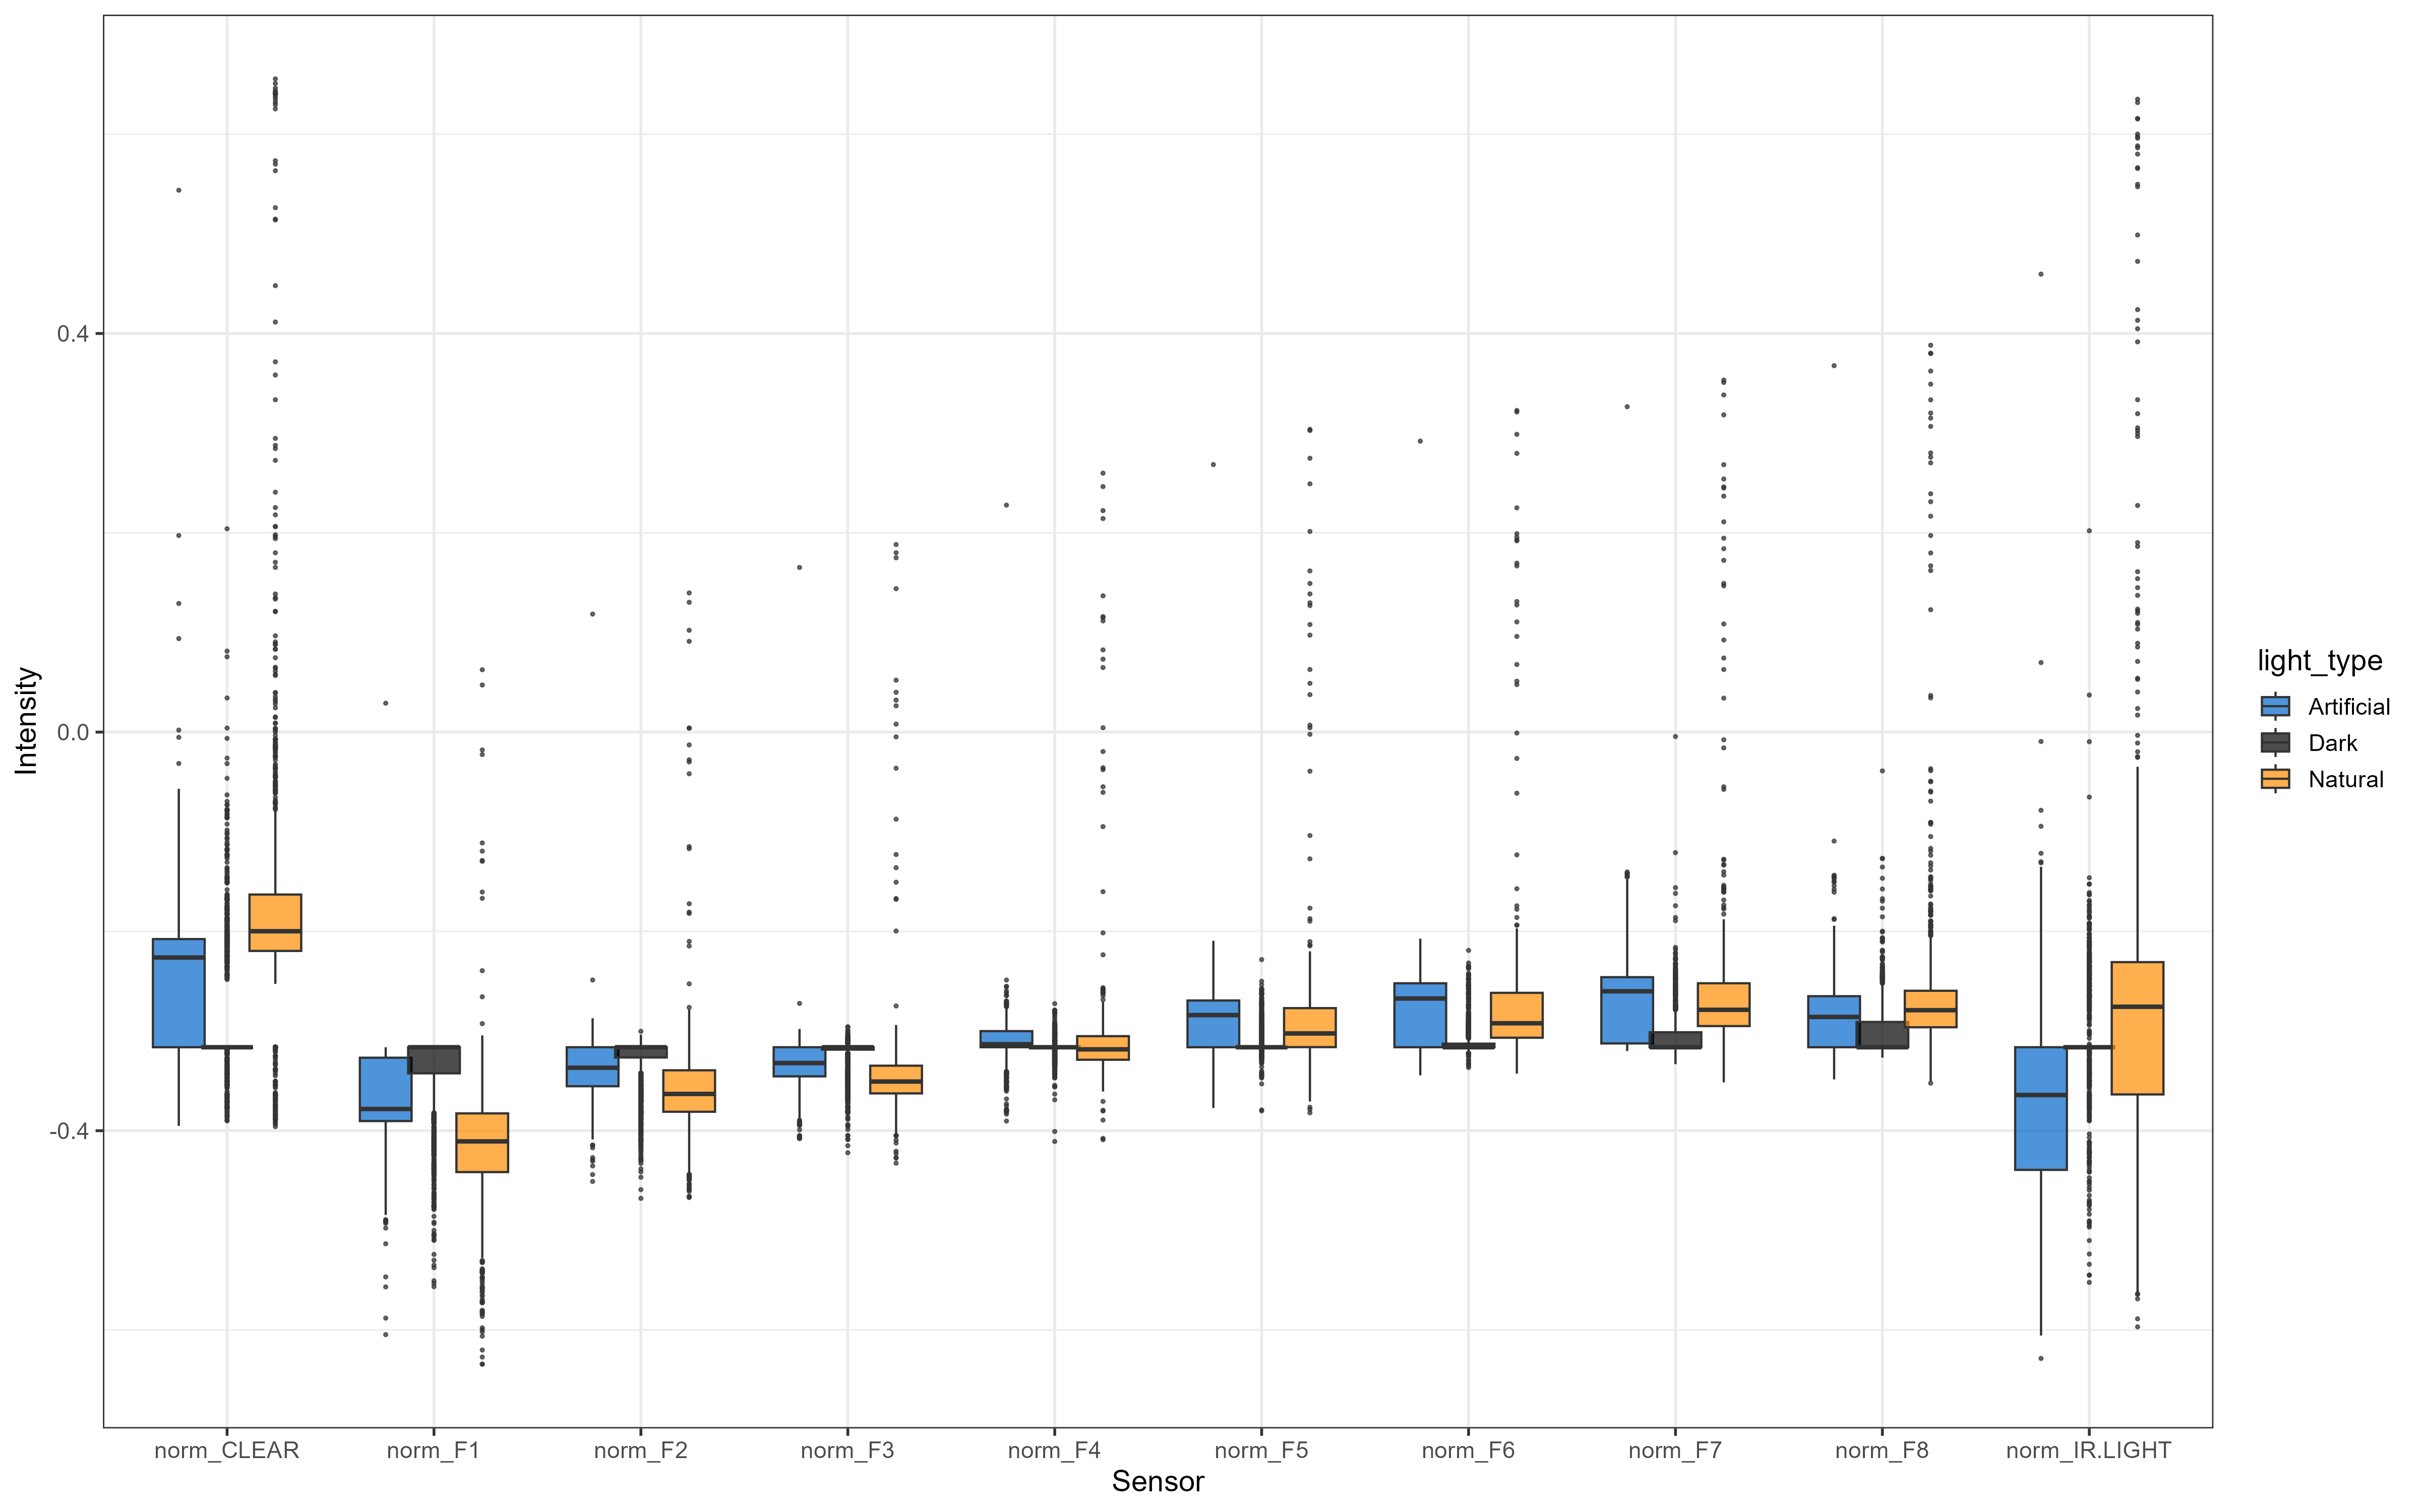 0.4
0.0
-0.4
Intensity
norm_CLEAR
norm_F1
norm_F2
norm_F3
norm_F4
norm_F5
norm_F6
norm_F7
norm_F8
norm_IR.LIGHT
Sensor
light_type
Artificial
Dark
Natural